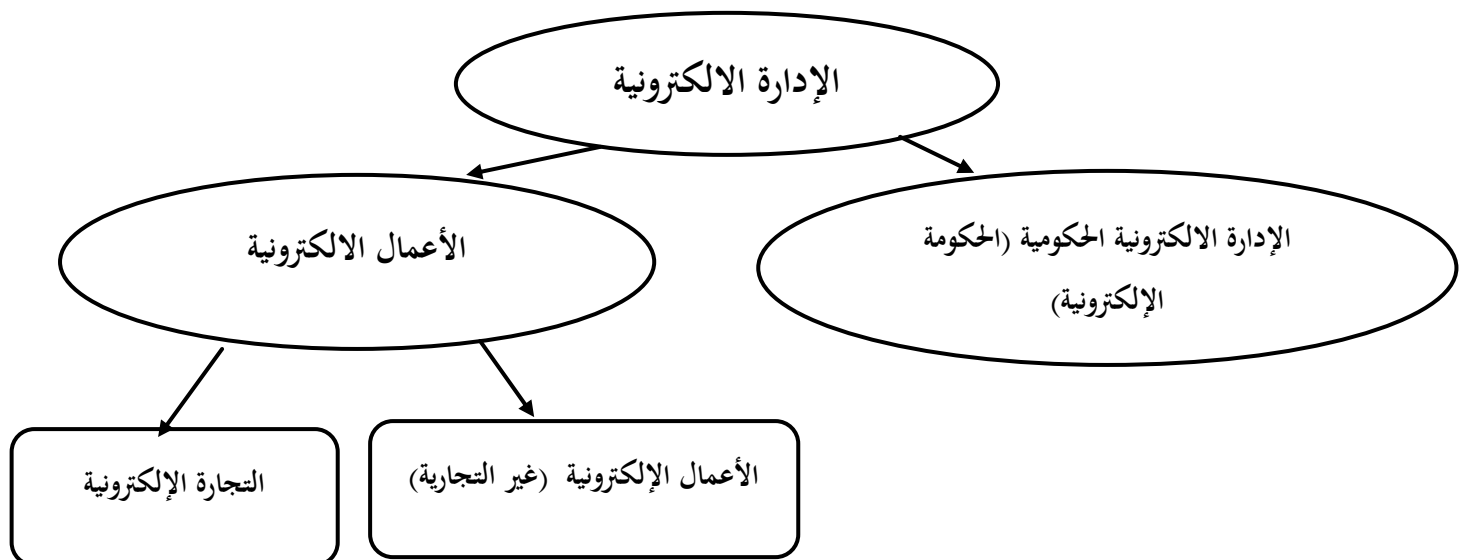 الإدارة الالكترونية
الإدارة الالكترونية الحكومية (الحكومة
الإلكترونية)
الأعمال الالكترونية
الأعمال الإلكترونية (غير التجارية)
التجارة الإلكترونية